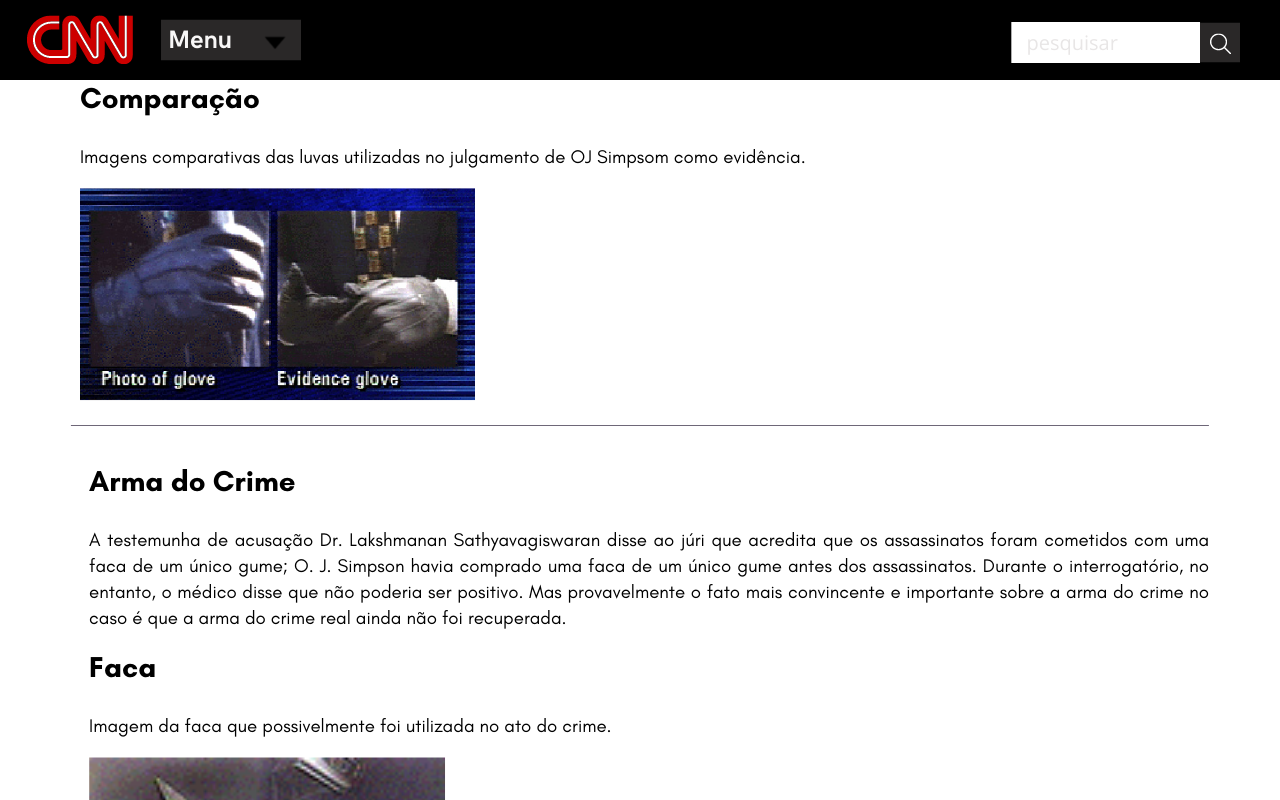 CNN
Menu
pesquisar
Comparação
Imagens comparativas das luvas utilizadas no julgamento de OJ Simpsom como evidência.
Photo of glove
Evidence glove
Arma do Crime
A testemunha de acusação Dr. Lakshmanan Sathyavagiswaran disse ao júri que acredita que os assassinatos foram cometidos com uma
faca de um único gume; O. J. Simpson havia comprado uma faca de um único gume antes dos assassinatos. Durante o interrogatório, no
entanto, o médico disse que não poderia ser positivo. Mas provavelmente o fato mais convincente e importante sobre a arma do crime no
caso é que a arma do crime real ainda não foi recuperada.
Faca
Imagem da faca que possivelmente foi utilizada no ato do crime.